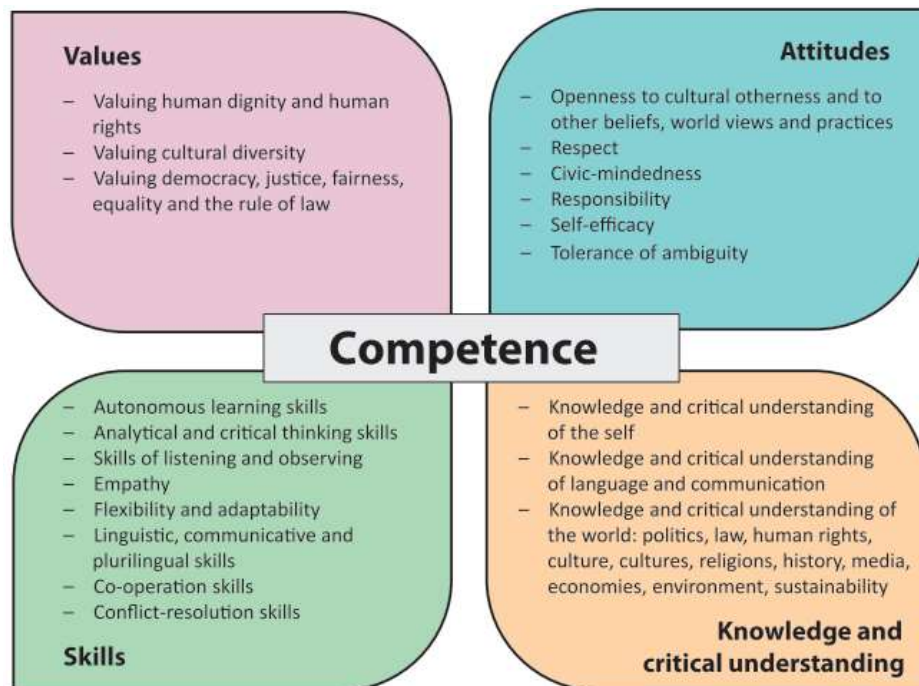 Values
– Valuing human dignity and human
rights
– Valuing cultural diversity
– Valuing democracy, justice, fairness,
equality and the rule of law
Attitudes
– Openness to cultural otherness and to
other beliefs, world views and practices
– Respect
– Civic-mindedness
– Responsibility
– Self-efficacy
– Tolerance of ambiguity
Competence
– Autonomous learning skills
– Analytical and critical thinking skills
– Skills of listening and observing
– Empathy
– Flexibility and adaptability
– Linguistic, communicative and
plurilingual skills
– Co-operation skills
– Conflict-resolution skills
Skills
– Knowledge and critical understanding
of the self
– Knowledge and critical understanding
of language and communication
– Knowledge and critical understanding of
the world: politics, law, human rights,
culture, cultures, religions, history, media,
economies, environment, sustainability
Knowledge and
critical understanding